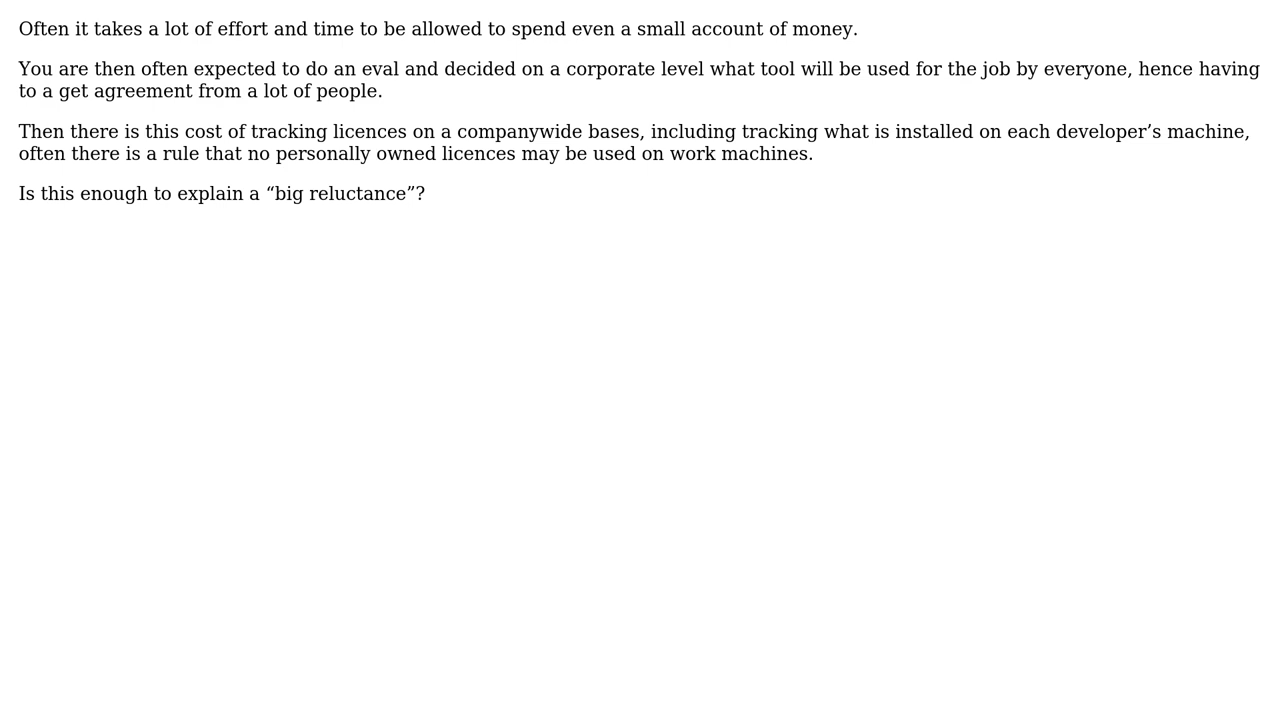 Often it takes a lot of effort and time to be allowed to spend even a small account of money.
You are then often expected to do an eval and decided on a corporate level what tool will be used for the job by everyone, hence having
to a get agreement from a lot of people.
Then there is this cost of tracking licences on a companywide bases, including tracking what is installed on each developer’s machine,
often there is a rule that no personally owned licences may be used on work machines.
Is this enough to explain a “big reluctance”?